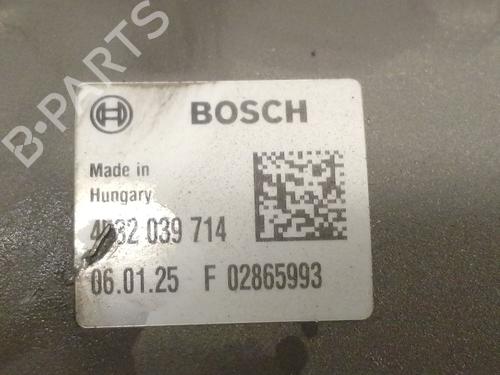 B-PARTS
BOSCH
Made in
Hungary
039 714
06.01.25 F 02865993